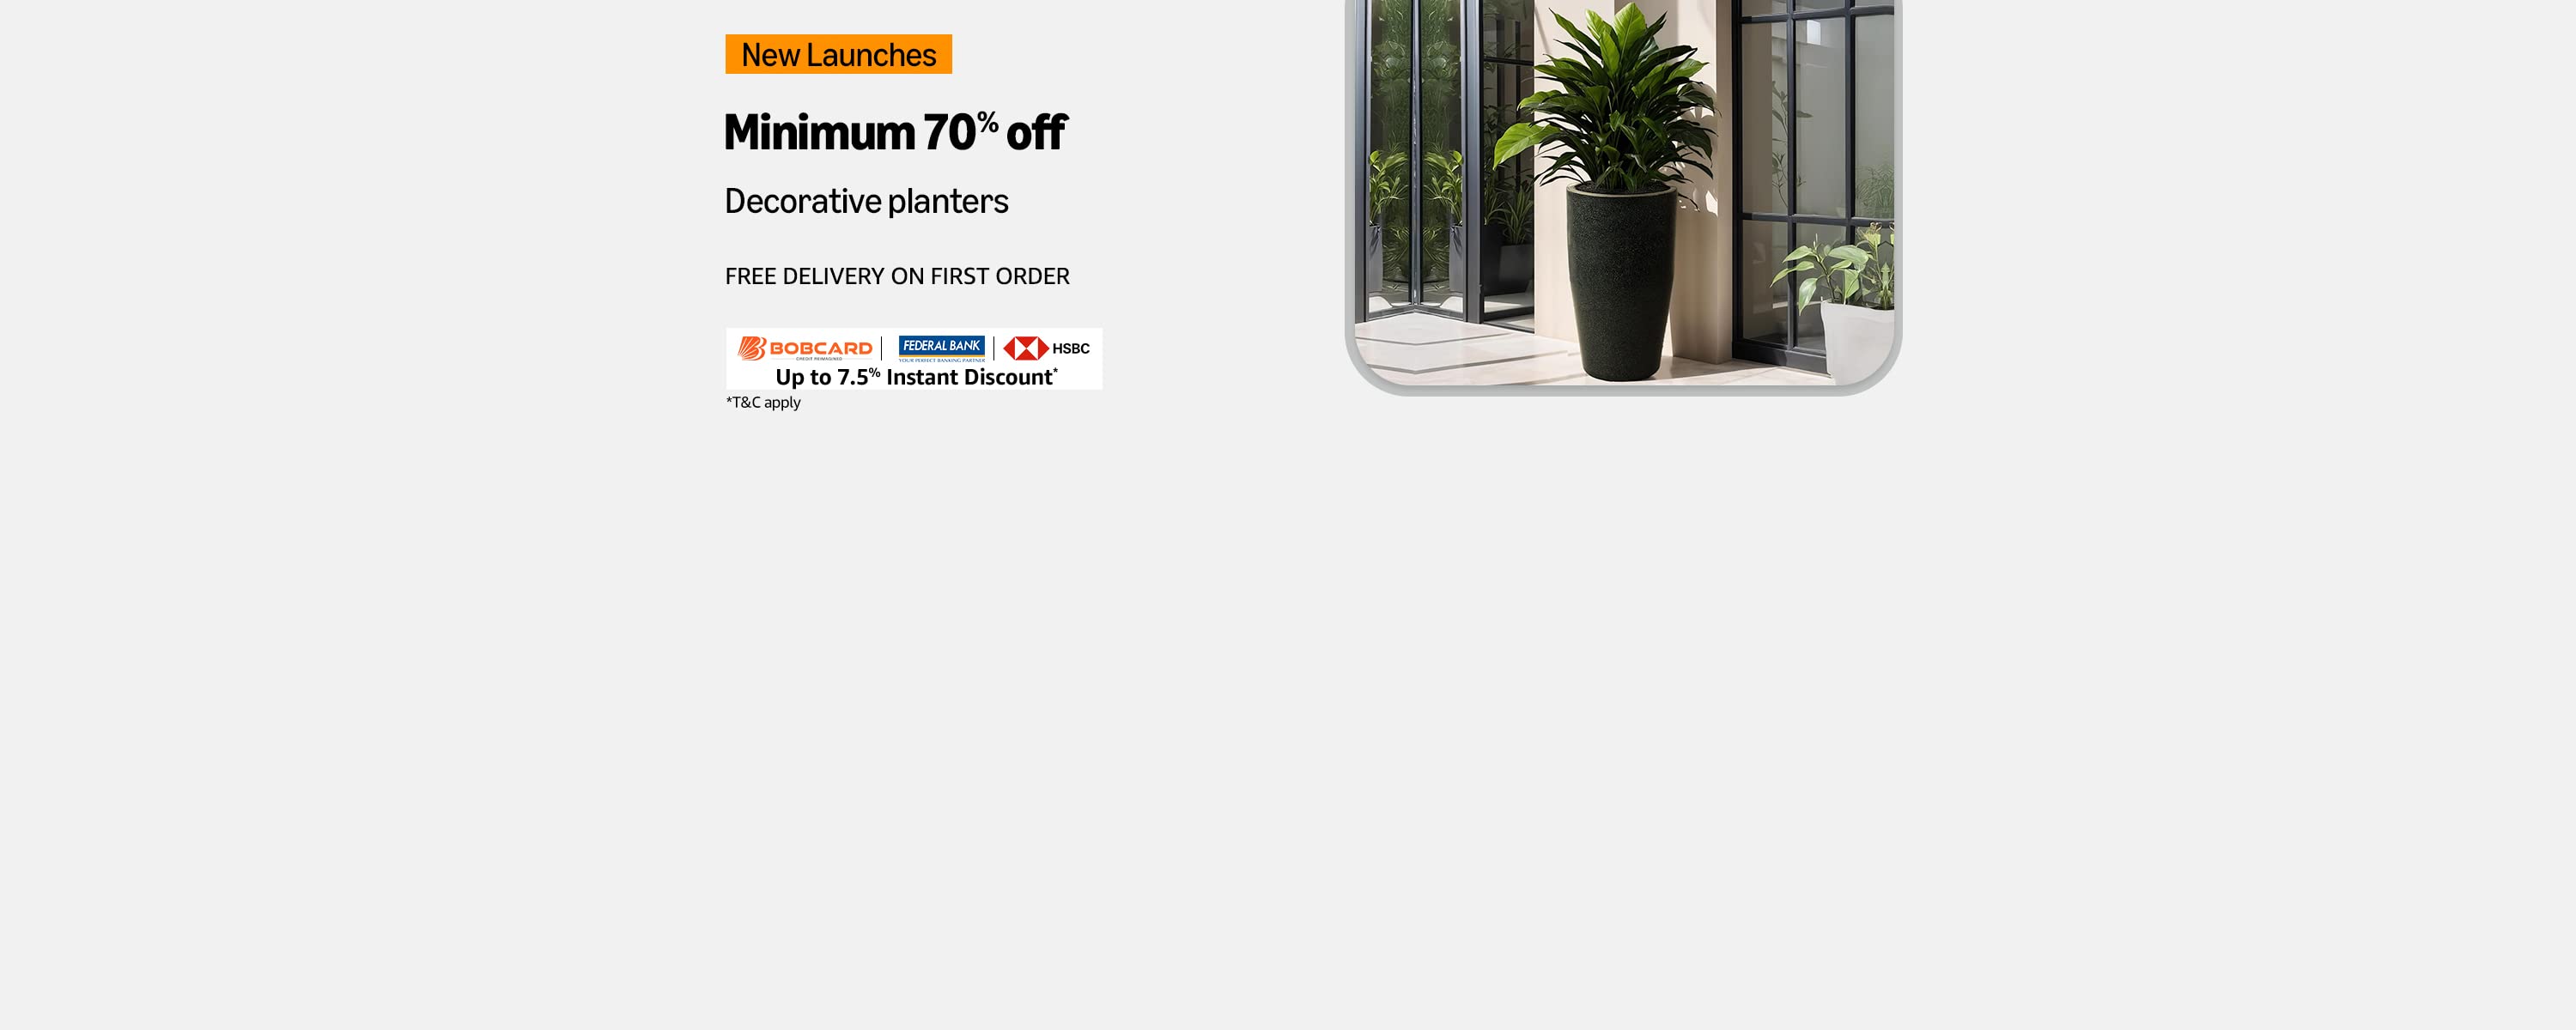 New Launches
Minimum 70% off
Decorative planters
FREE DELIVERY ON FIRST ORDER
BOBCARD | FEDERAL BANK | HSBC
CREDIT REIMAGINED YOUR PERFECT BANKING PARTNER
Up to 7.5% Instant Discount*
*T&C apply